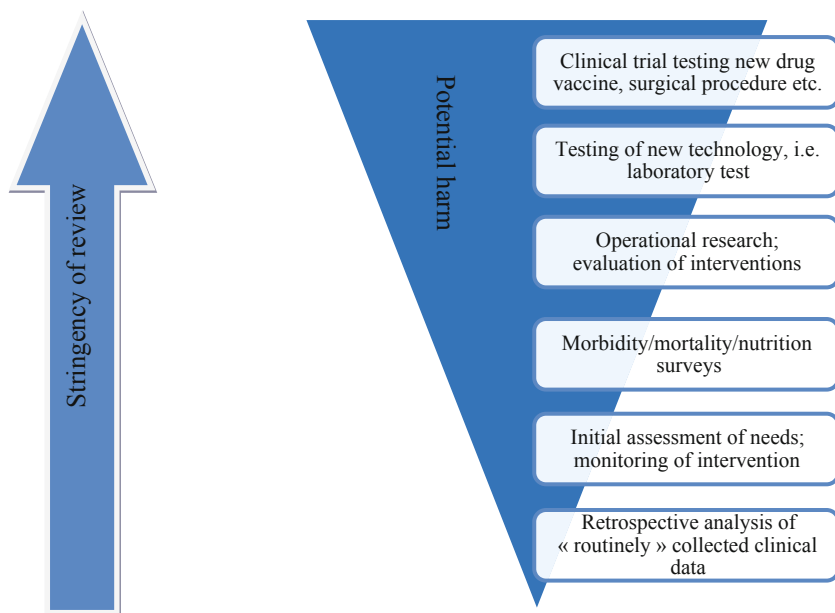 Stringency of review
Potential harm
Clinical trial testing new drug
vaccine, surgical procedure etc.
Testing of new technology, i.e.
laboratory test
Operational research;
evaluation of interventions
Morbidity/mortality/nutrition
surveys
Initial assessment of needs;
monitoring of intervention
Retrospective analysis of
« routinely » collected clinical
data